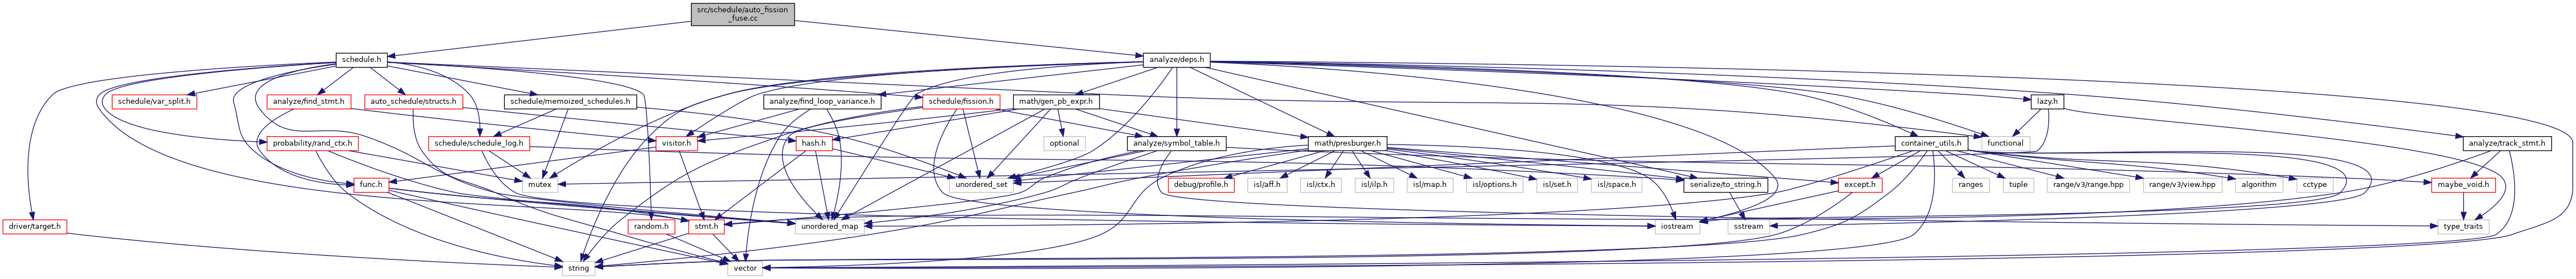 src/schedule/auto_fission
_fuse.cc
schedule.h
analyze/deps.h
schedule/var_split.h
analyze/find_stmt.h
auto_schedule/structs.h
schedule/memoized_schedules.h
analyze/find_loop_variance.h
schedule/fission.h
math/gen_pb_expr.h
lazy.h
probability/rand_ctx.h
schedule/schedule_log.h
visitor.h
hash.h
optional
analyze/symbol_table.h
math/presburger.h
container_utils.h
functional
analyze/track_stmt.h
func.h
mutex
unordered_set
debug/profile.h
isl/aff.h
isl/ctx.h
isl/ilp.h
isl/map.h
isl/options.h
isl/set.h
isl/space.h
serialize/to_string.h
except.h
ranges
tuple
range/v3/range.hpp
range/v3/view.hpp
algorithm
cctype
maybe_void.h
driver/target.h
random.h
stmt.h
unordered_map
iostream
sstream
type_traits
string
vector